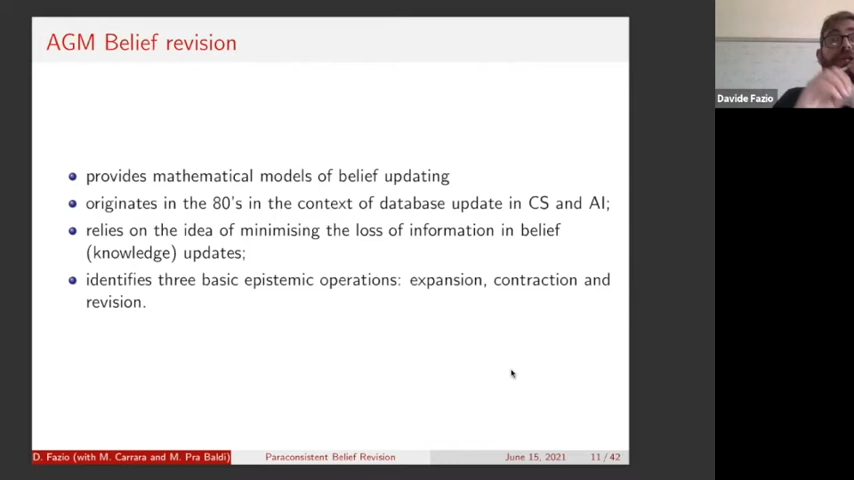 AGM Belief revision
provides mathematical models of belief updating
originates in the 80's in the context of database update in CS and AI;
relies on the idea of minimising the loss of information in belief
(knowledge) updates;
identifies three basic epistemic operations: expansion, contraction and
revision.
D. Fazio (with M. Carrara and M. Pra Baldi)
Paraconsistent Belief Revision
June 15, 2021
11 / 42
Davide Fazio